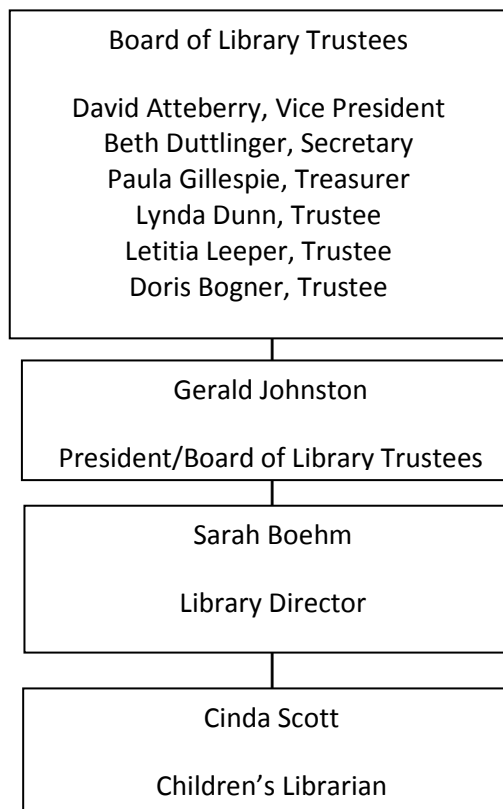 Board of Library Trustees
David Atteberry, Vice President
Beth Duttlinger, Secretary
Paula Gillespie, Treasurer
Lynda Dunn, Trustee
Letitia Leeper, Trustee
Doris Bogner, Trustee
Gerald Johnston
President/Board of Library Trustees
Sarah Boehm
Library Director
Cinda Scott
Children’s Librarian